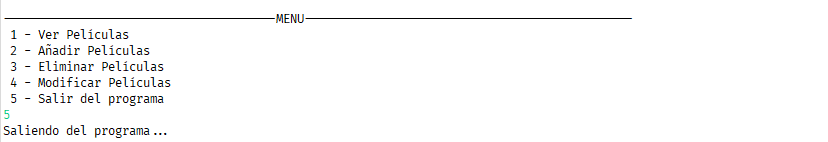 MENU
1 - Ver Películas
2 - Añadir Películas
3 - Eliminar Películas
4 - Modificar Películas
5 - Salir del programa
5
Saliendo del programa...